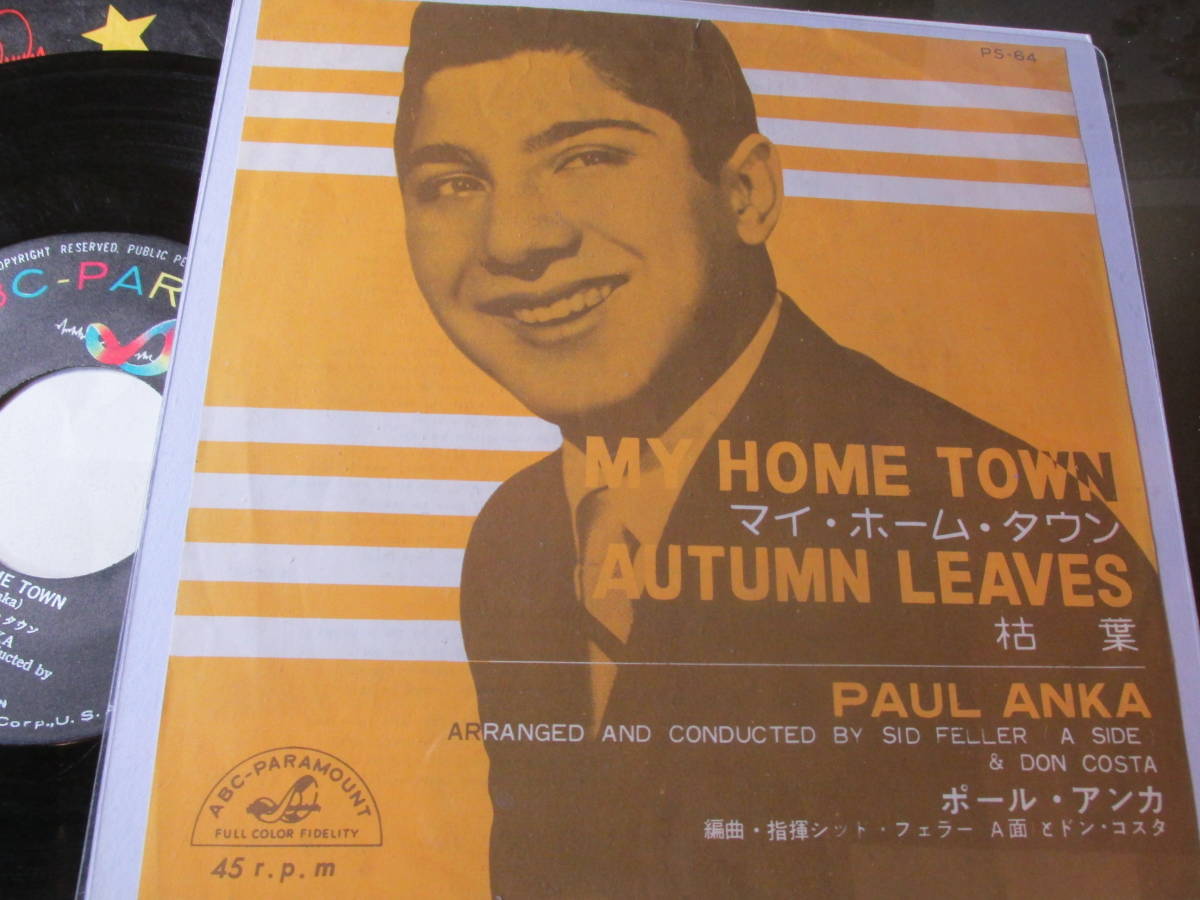 PS-64
MY HOME TOWN
マイ・ホーム・タウン
AUTUMN LEAVES
枯葉
PAUL ANKA
ARRANGED AND CONDUCTED BY SID FELLER (A SIDE)
& DON COSTA
ポール・アンカ
編曲・指揮シッド・フェラー(A面)とドン・コスタ
ABC-PARAMOUNT
FULL COLOR FIDELITY
45 r.p.m
COPYRIGHT RESERVED, PUBLIC PE
BC-PAR
ME TOWN
nka)
タウン
KA
ucted by
Corp., U. S. A